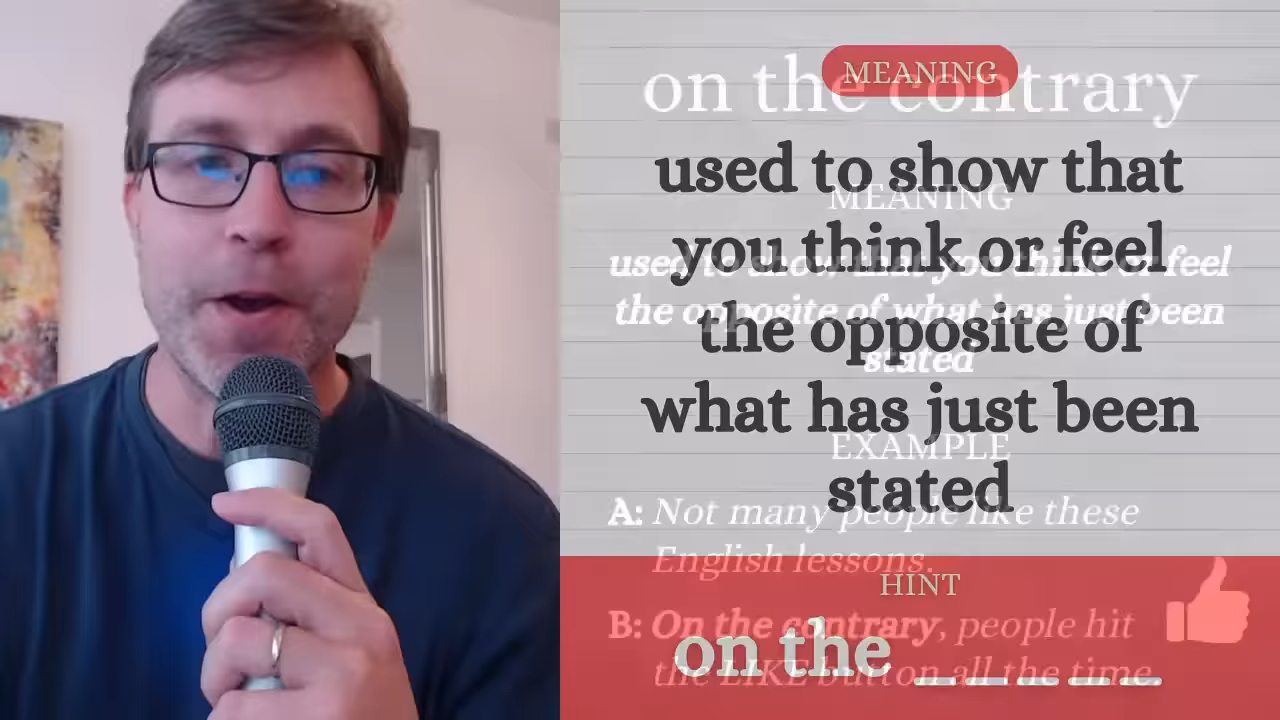 on the contrary
MEANING
used to show that you think or feel
the opposite of what has just been
stated
EXAMPLE
A: Not many people like these
English lessons.
B: On the contrary, people hit
the LIKE button all the time.
MEANING
used to show that
you think or feel
the opposite of
what has just been
stated
HINT
on the _ _ _ _